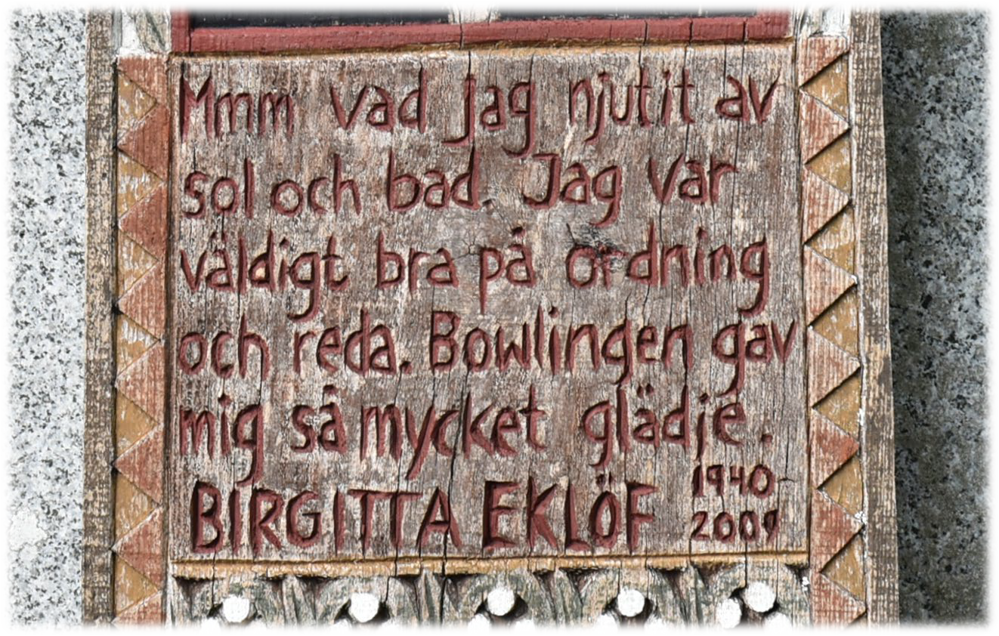 Mmm vad jag njutit av
sol och bad. Jag var
väldigt bra på ordning
och reda. Bowlingen gav
mig så mycket glädje.
BIRGITTA EKLÖF 1940
2009